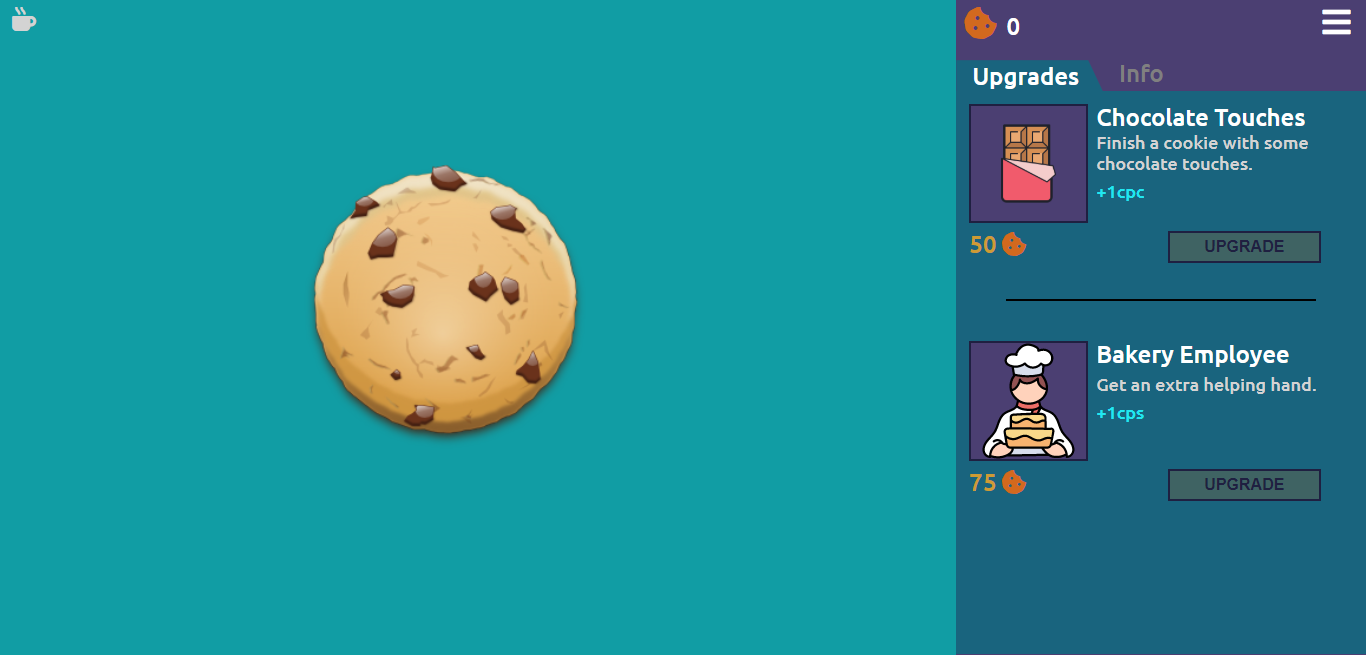 0
Upgrades
Info
Chocolate Touches
Finish a cookie with some
chocolate touches.
+1cpc
50
UPGRADE
Bakery Employee
Get an extra helping hand.
+1cps
75
UPGRADE